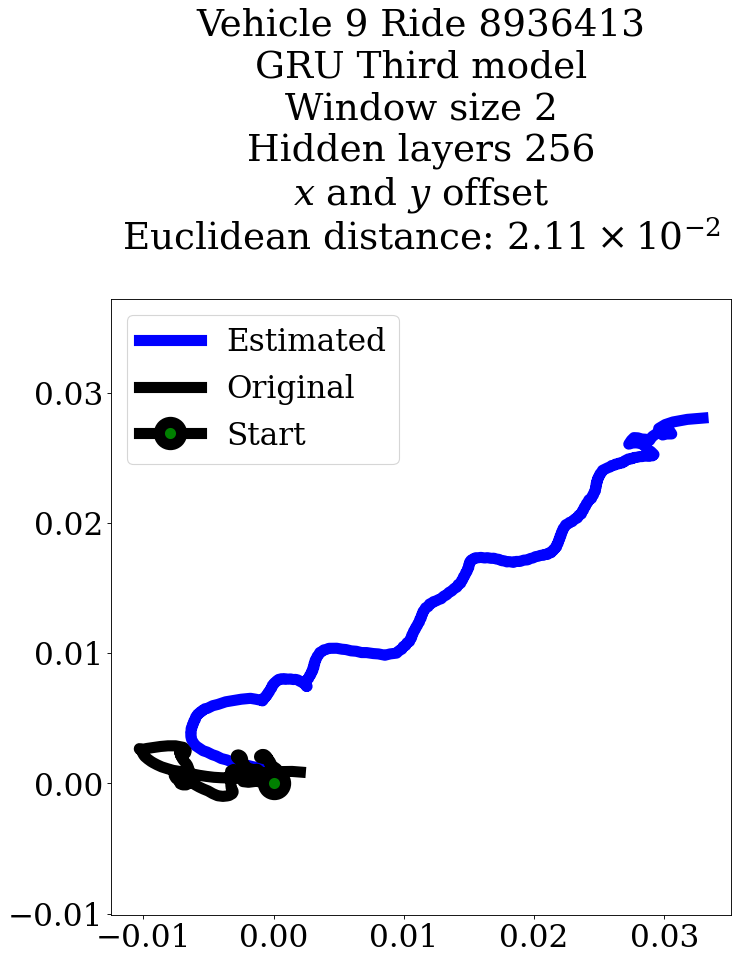 Vehicle 9 Ride 8936413
GRU Third model
Window size 2
Hidden layers 256
x and y offset
Euclidean distance: 2.11 × 10⁻²
Estimated
Original
Start
0.03
0.02
0.01
0.00
−0.01
−0.01 0.00 0.01 0.02 0.03